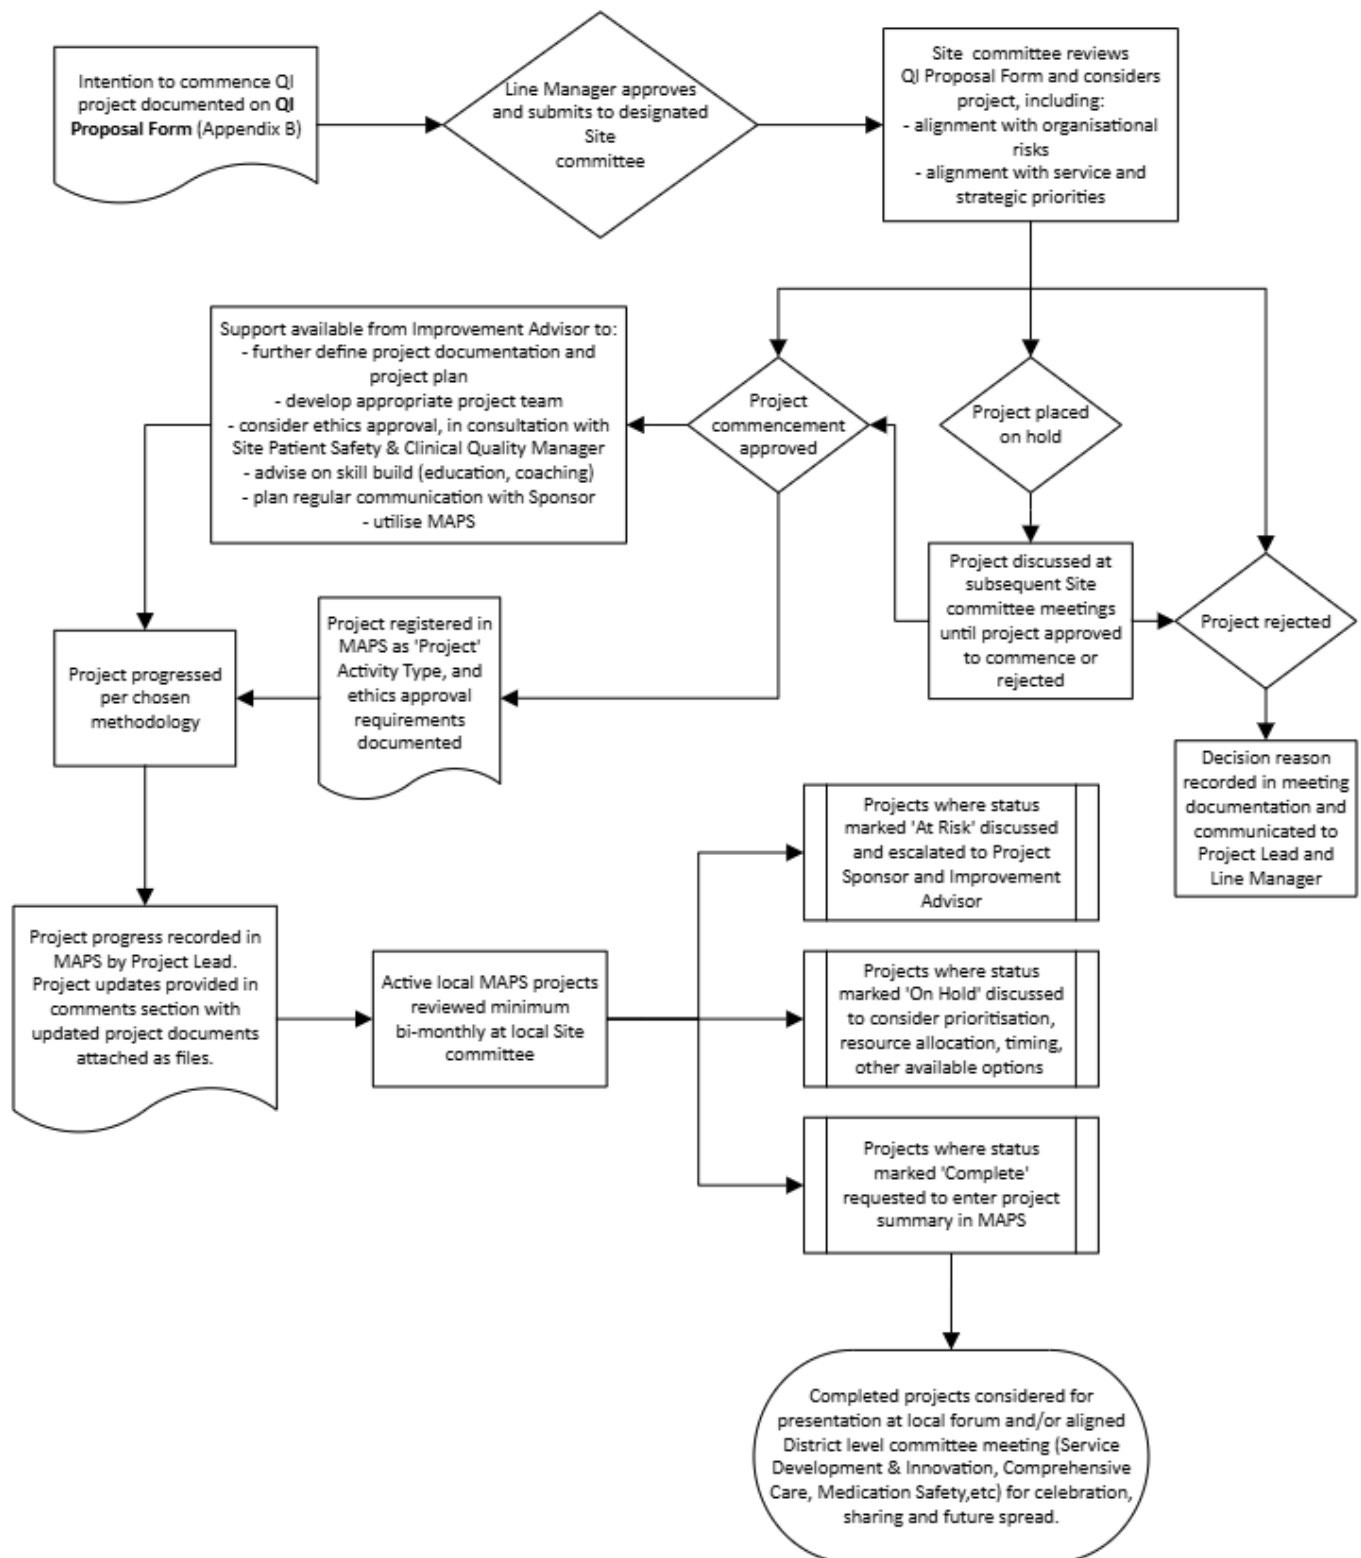 Intention to commence QI
project documented on QI
Proposal Form (Appendix B)
Line Manager approves
and submits to designated
Site
committee
Site committee reviews
QI Proposal Form and considers
project, including:
- alignment with organisational
risks
- alignment with service and
strategic priorities
Support available from Improvement Advisor to:
- further define project documentation and
project plan
- develop appropriate project team
- consider ethics approval, in consultation with
Site Patient Safety & Clinical Quality Manager
- advise on skill build (education, coaching)
- plan regular communication with Sponsor
- utilise MAPS
Project
commencement
approved
Project placed
on hold
Project discussed at
subsequent Site
committee meetings
until project approved
to commence or
rejected
Project rejected
Project progressed
per chosen
methodology
Project registered in
MAPS as 'Project'
Activity Type, and
ethics approval
requirements
documented
Decision reason
recorded in meeting
documentation and
communicated to
Project Lead and
Line Manager
Projects where status
marked 'At Risk' discussed
and escalated to Project
Sponsor and Improvement
Advisor
Project progress recorded in
MAPS by Project Lead.
Project updates provided in
comments section with
updated project documents
attached as files.
Active local MAPS projects
reviewed minimum
bi-monthly at local Site
committee
Projects where status
marked 'On Hold' discussed
to consider prioritisation,
resource allocation, timing,
other available options
Projects where status
marked 'Complete'
requested to enter project
summary in MAPS
Completed projects considered for
presentation at local forum and/or aligned
District level committee meeting (Service
Development & Innovation, Comprehensive
Care, Medication Safety,etc) for celebration,
sharing and future spread.